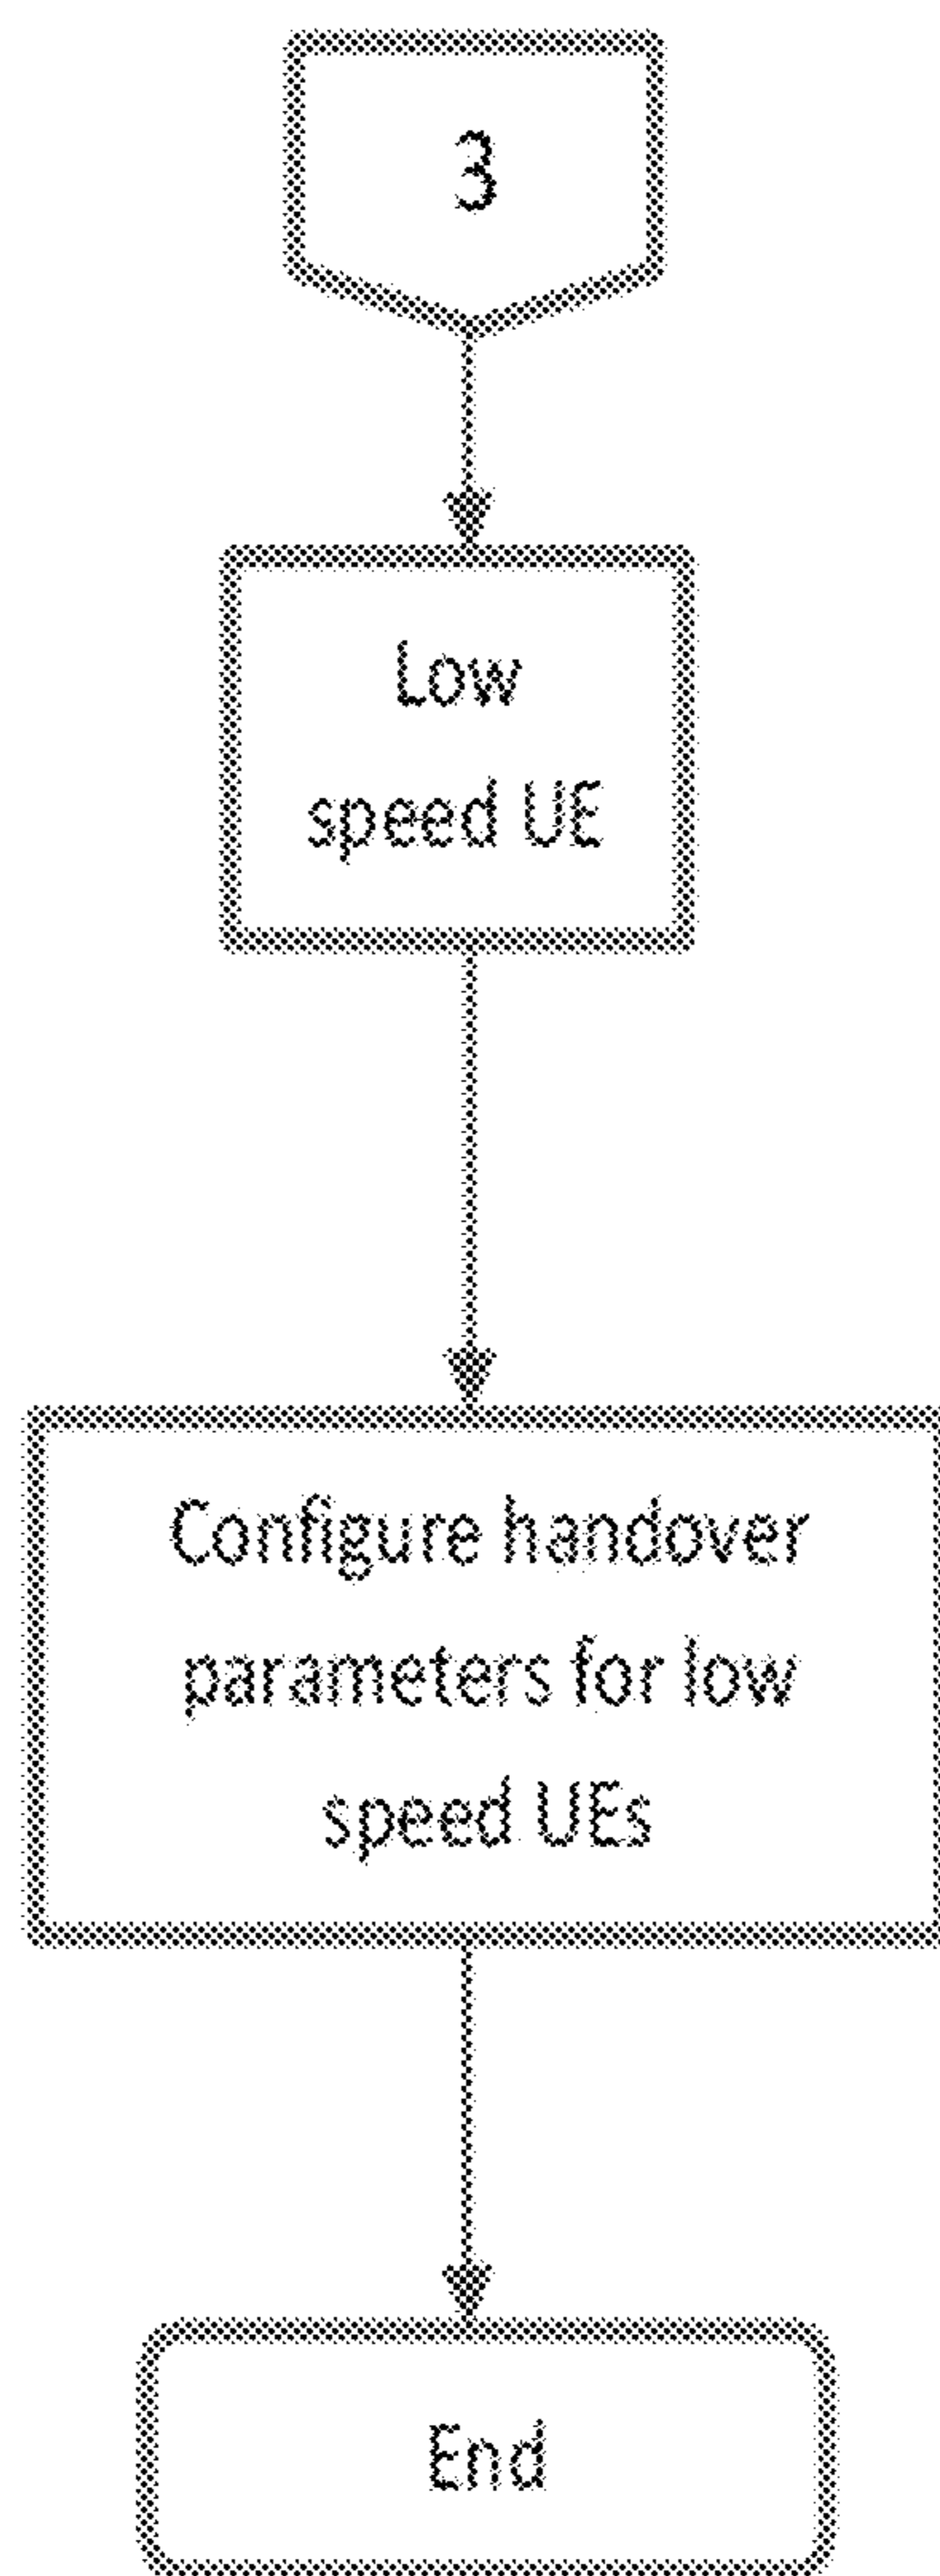 3
Low
speed UE
Configure handover
parameters for low
speed UEs
End